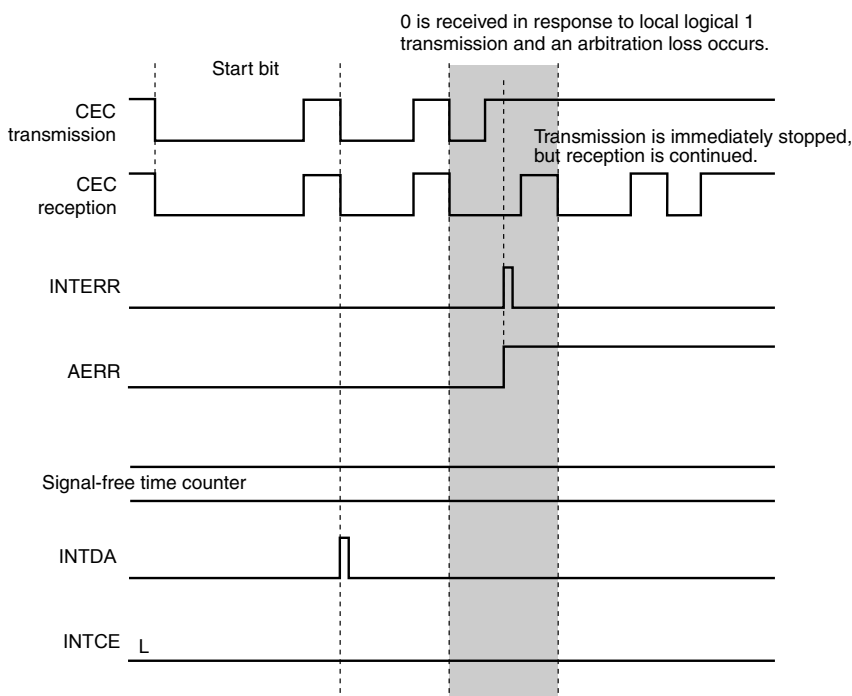 0 is received in response to local logical 1
transmission and an arbitration loss occurs.
Start bit
CEC
transmission
Transmission is immediately stopped,
but reception is continued.
CEC
reception
INTERR
AERR
Signal-free time counter
INTDA
INTCE
L